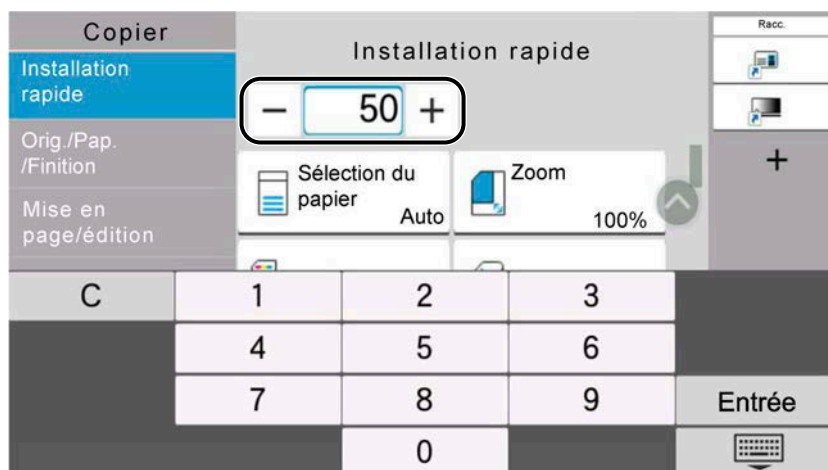 Copier
Installation
rapide
Orig./Pap.
/Finition
Mise en
page/édition
Installation rapide
− 50 +
Sélection du
papier
Auto
Zoom
100%
Racc.
+
C 1 2 3
4 5 6
7 8 9 Entrée
0